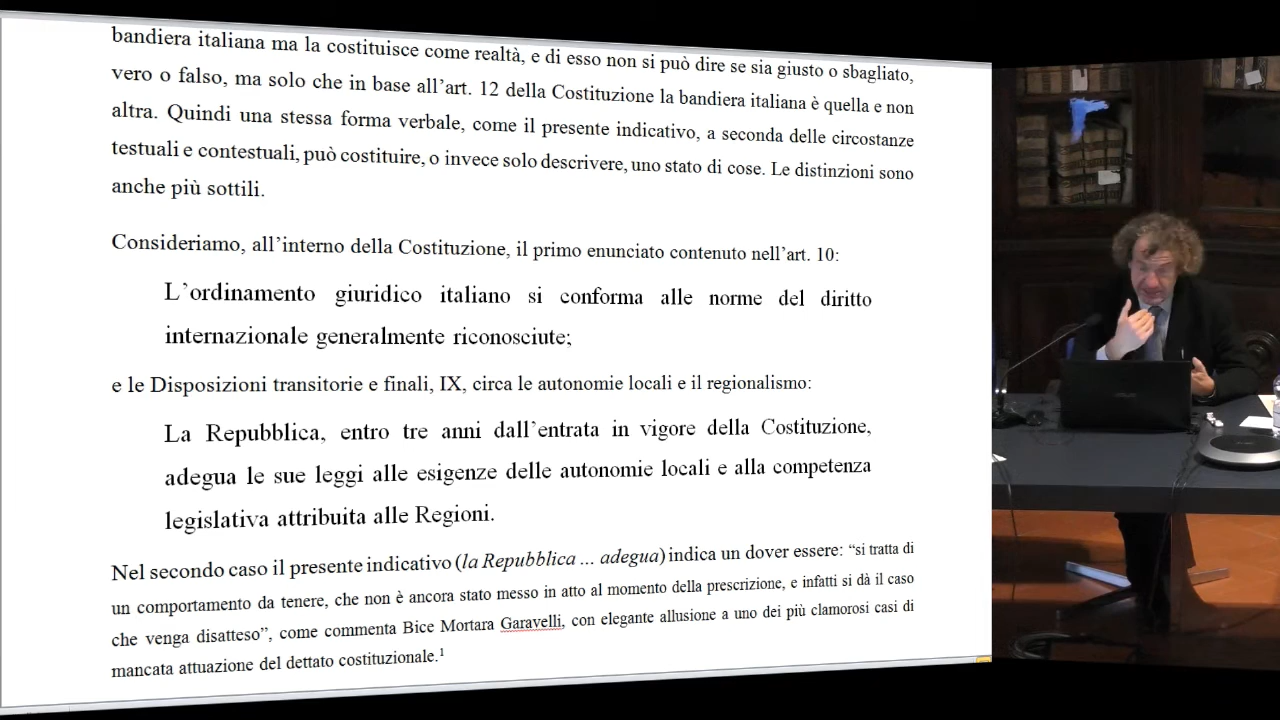 bandiera italiana ma la costituisce come realtà, e di esso non si può dire se sia giusto o sbagliato,
vero o falso, ma solo che in base all’art. 12 della Costituzione la bandiera italiana è quella e non
altra. Quindi una stessa forma verbale, come il presente indicativo, a seconda delle circostanze
testuali e contestuali, può costituire, o invece solo descrivere, uno stato di cose. Le distinzioni sono
anche più sottili.
Consideriamo, all’interno della Costituzione, il primo enunciato contenuto nell’art. 10:
L’ordinamento giuridico italiano si conforma alle norme del diritto
internazionale generalmente riconosciute;
e le Disposizioni transitorie e finali, IX, circa le autonomie locali e il regionalismo:
La Repubblica, entro tre anni dall’entrata in vigore della Costituzione,
adegua le sue leggi alle esigenze delle autonomie locali e alla competenza
legislativa attribuita alle Regioni.
Nel secondo caso il presente indicativo (la Repubblica ... adegua) indica un dover essere: “si tratta di
un comportamento da tenere, che non è ancora stato messo in atto al momento della prescrizione, e infatti si dà il caso
che venga disatteso”, come commenta Bice Mortara Garavelli, con elegante allusione a uno dei più clamorosi casi di
mancata attuazione del dettato costituzionale.1